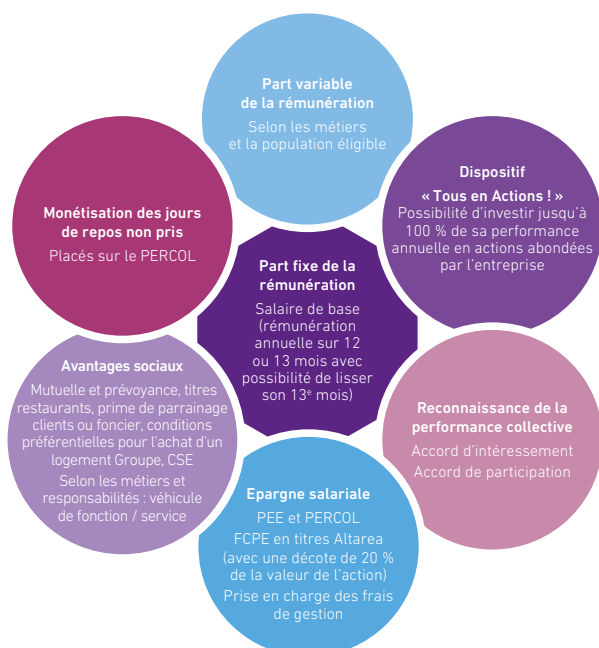 Part variable
de la rémunération
Selon les métiers
et la population éligible
Dispositif
« Tous en Actions ! »
Possibilité d'investir jusqu'à
100 % de sa performance
annuelle en actions abondées
par l'entreprise
Monétisation des jours
de repos non pris
Placés sur le PERCOL
Part fixe de la
rémunération
Salaire de base
(rémunération
annuelle sur 12
ou 13 mois avec
possibilité de lisser
son 13e mois)
Avantages sociaux
Mutuelle et prévoyance, titres
restaurants, prime de parrainage
clients ou foncier, conditions
préférentielles pour l'achat d'un
logement Groupe, CSE
Selon les métiers et
responsabilités : véhicule
de fonction / service
Reconnaissance de la
performance collective
Accord d'intéressement
Accord de participation
Epargne salariale
PEE et PERCOL
FCPE en titres Altarea
(avec une décote de 20 %
de la valeur de l'action)
Prise en charge des frais
de gestion